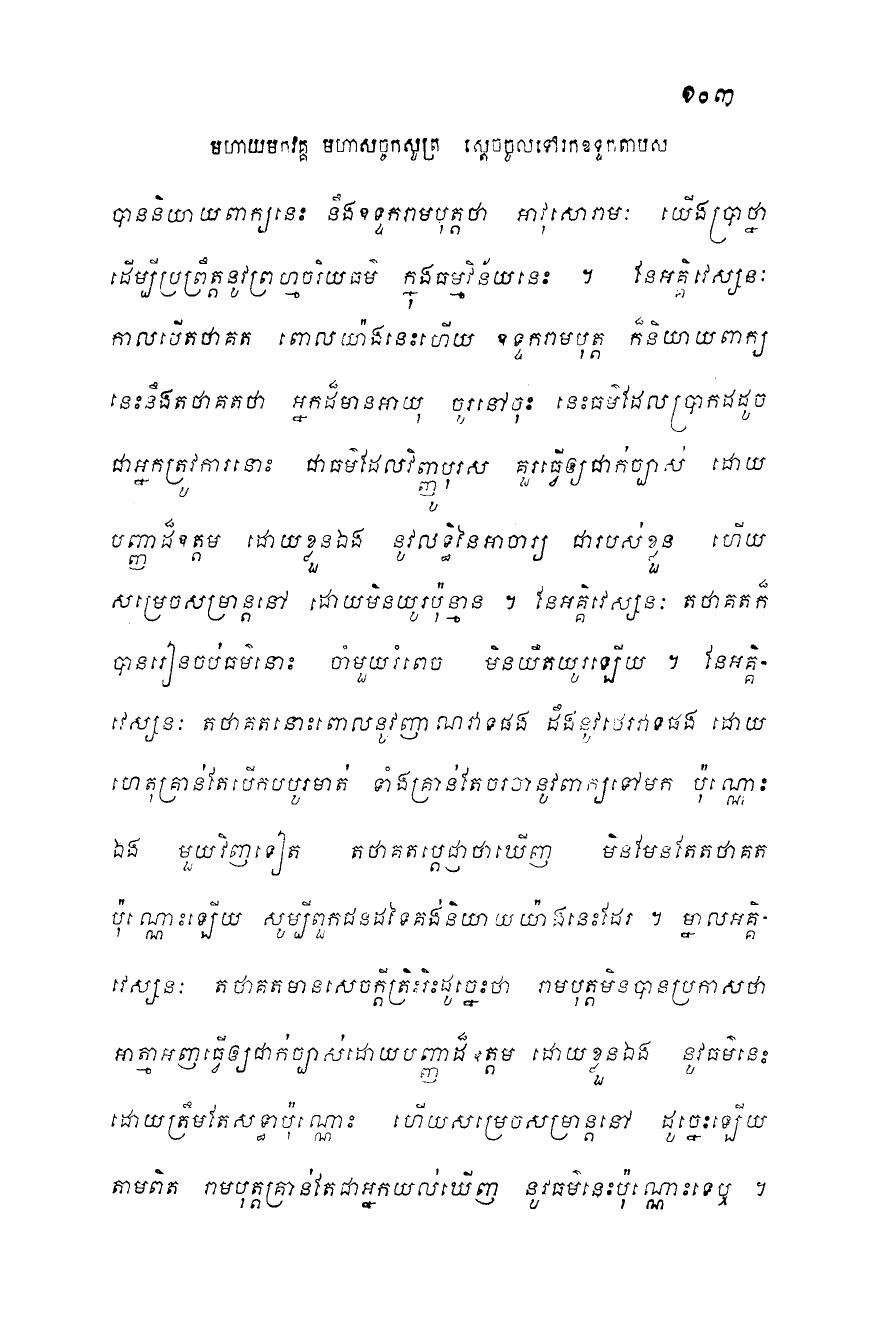 ១០៣
មហាយមកវគ្គ មហាសច្ចកសូត្រ ស្តេចចូលទៅរកឧទ្ទកតាបស
បាននិយាយពាក្យនេះ នឹងឧទ្ទករាមបុត្តថា អាវុសោរាមៈ យើងប្រាថ្នា
ដើម្បីប្រព្រឹត្តនូវព្រហ្មចរិយធម៌ ក្នុងធម្មវិន័យនេះ ។ នែអគ្គិវេស្សនៈ
កាលបើតថាគត ពោលយ៉ាងនេះហើយ ឧទ្ទករាមបុត្ត ក៏និយាយពាក្យ
នេះនឹងតថាគតថា អ្នកដ៏មានអាយុ ចូរនៅចុះ នេះធម៌ដែលប្រាកដដូច
ជាអ្នកត្រូវការនោះ ជាធម៌ដែលវិញ្ញូបុរស គួរធ្វើឲ្យជាក់ច្បាស់ ដោយ
បញ្ញាដ៏ឧត្តម ដោយខ្លួនឯង នូវលទ្ធិនៃអាចារ្យ ជារបស់ខ្លួន ហើយ
សម្រេចសម្រាន្តនៅ ដោយមិនយូរប៉ុន្មាន ។ នែអគ្គិវេស្សនៈ តថាគតក៏
បានរៀនចប់ធម៌នោះ ចាំមួយរំពេច មិនយឺតយូរឡើយ ។ នែអគ្គិ-
វេស្សនៈ តថាគតនោះពោលនូវញាណវាទផង ដឹងនូវថេរវាទផង ដោយ
ហេតុគ្រាន់តែបើកបបូរមាត់ ទាំងគ្រាន់តែចរចានូវពាក្យទៅមក ប៉ុណ្ណោះ
ឯង មួយវិញទៀត តថាគតប្តេជ្ញាថាឃើញ មិនមែនតែតថាគត
ប៉ុណ្ណោះឡើយ សូម្បីពួកជនដទៃគង់និយាយយ៉ាងនេះដែរ ។ ម្នាលអគ្គិ-
វេស្សនៈ តថាគតមានសេចក្តីត្រិះរិះដូច្នេះថា រាមបុត្តមិនបានប្រកាសថា
អាត្មាអញធ្វើឲ្យជាក់ច្បាស់ដោយបញ្ញាដ៏ឧត្តម ដោយខ្លួនឯង នូវធម៌នេះ
ដោយត្រឹមតែសទ្ធាប៉ុណ្ណោះ ហើយសម្រេចសម្រាន្តនៅ ដូច្នេះឡើយ
តាមពិត រាមបុត្តគ្រាន់តែជាអ្នកយល់ឃើញ នូវធម៌នេះប៉ុណ្ណោះទេឬ ។